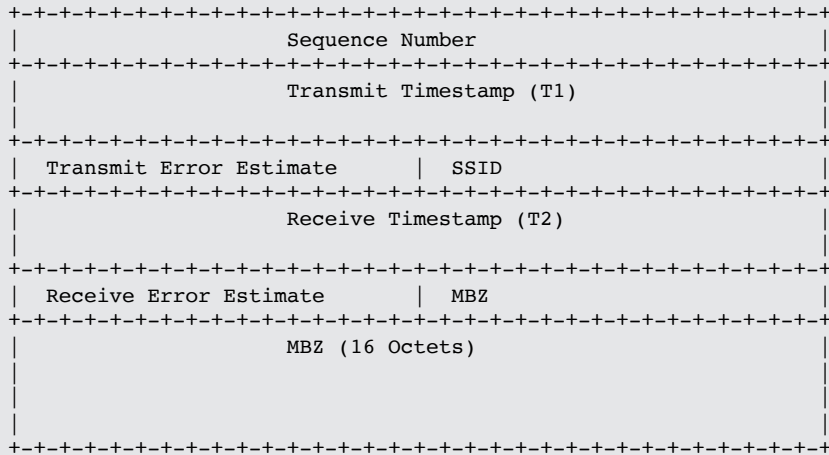 +-+-+-+-+-+-+-+-+-+-+-+-+-+-+-+-+-+-+-+-+-+-+-+-+-+-+-+-+-+-+-+-+
| Sequence Number |
+-+-+-+-+-+-+-+-+-+-+-+-+-+-+-+-+-+-+-+-+-+-+-+-+-+-+-+-+-+-+-+-+
| Transmit Timestamp (T1) |
| |
+-+-+-+-+-+-+-+-+-+-+-+-+-+-+-+-+-+-+-+-+-+-+-+-+-+-+-+-+-+-+-+-+
| Transmit Error Estimate | SSID |
+-+-+-+-+-+-+-+-+-+-+-+-+-+-+-+-+-+-+-+-+-+-+-+-+-+-+-+-+-+-+-+-+
| Receive Timestamp (T2) |
| |
+-+-+-+-+-+-+-+-+-+-+-+-+-+-+-+-+-+-+-+-+-+-+-+-+-+-+-+-+-+-+-+-+
| Receive Error Estimate | MBZ |
+-+-+-+-+-+-+-+-+-+-+-+-+-+-+-+-+-+-+-+-+-+-+-+-+-+-+-+-+-+-+-+-+
| MBZ (16 Octets) |
| |
| |
| |
+-+-+-+-+-+-+-+-+-+-+-+-+-+-+-+-+-+-+-+-+-+-+-+-+-+-+-+-+-+-+-+-+